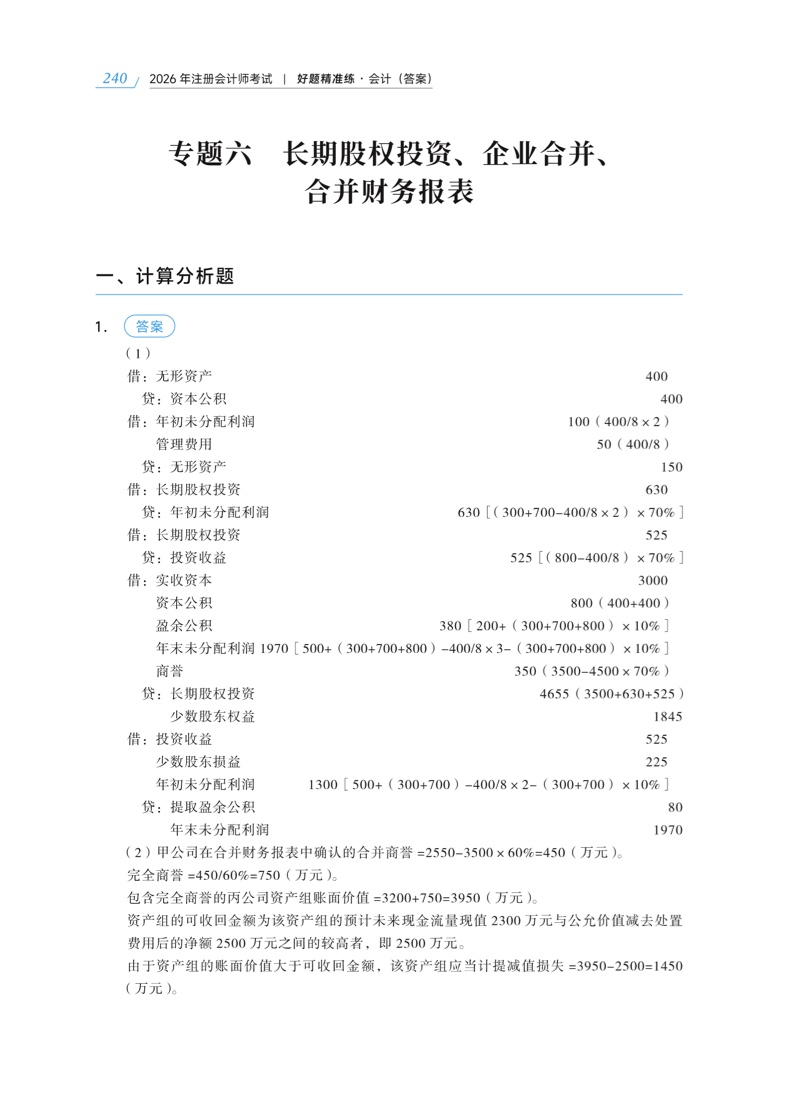 240 2026 年注册会计师考试 | 好题精准练·会计（答案）
专题六 长期股权投资、企业合并、
合并财务报表
一、计算分析题
1. 答案
（1）
借：无形资产 400
贷：资本公积 400
借：年初未分配利润 100（400/8×2）
管理费用 50（400/8）
贷：无形资产 150
借：长期股权投资 630
贷：年初未分配利润 630［（300+700-400/8×2）×70%］
借：长期股权投资 525
贷：投资收益 525［（800-400/8）×70%］
借：实收资本 3000
资本公积 800（400+400）
盈余公积 380［200+（300+700+800）×10%］
年末未分配利润 1970［500+（300+700+800）-400/8×3-（300+700+800）×10%］
商誉 350（3500-4500×70%）
贷：长期股权投资 4655（3500+630+525）
少数股东权益 1845
借：投资收益 525
少数股东损益 225
年初未分配利润 1300［500+（300+700）-400/8×2-（300+700）×10%］
贷：提取盈余公积 80
年末未分配利润 1970
（2）甲公司在合并财务报表中确认的合并商誉=2550-3500×60%=450（万元）。
完全商誉=450/60%=750（万元）。
包含完全商誉的丙公司资产组账面价值=3200+750=3950（万元）。
资产组的可收回金额为该资产组的预计未来现金流量现值 2300 万元与公允价值减去处置
费用后的净额 2500 万元之间的较高者，即 2500 万元。
由于资产组的账面价值大于可收回金额，该资产组应当计提减值损失=3950-2500=1450
（万元）。